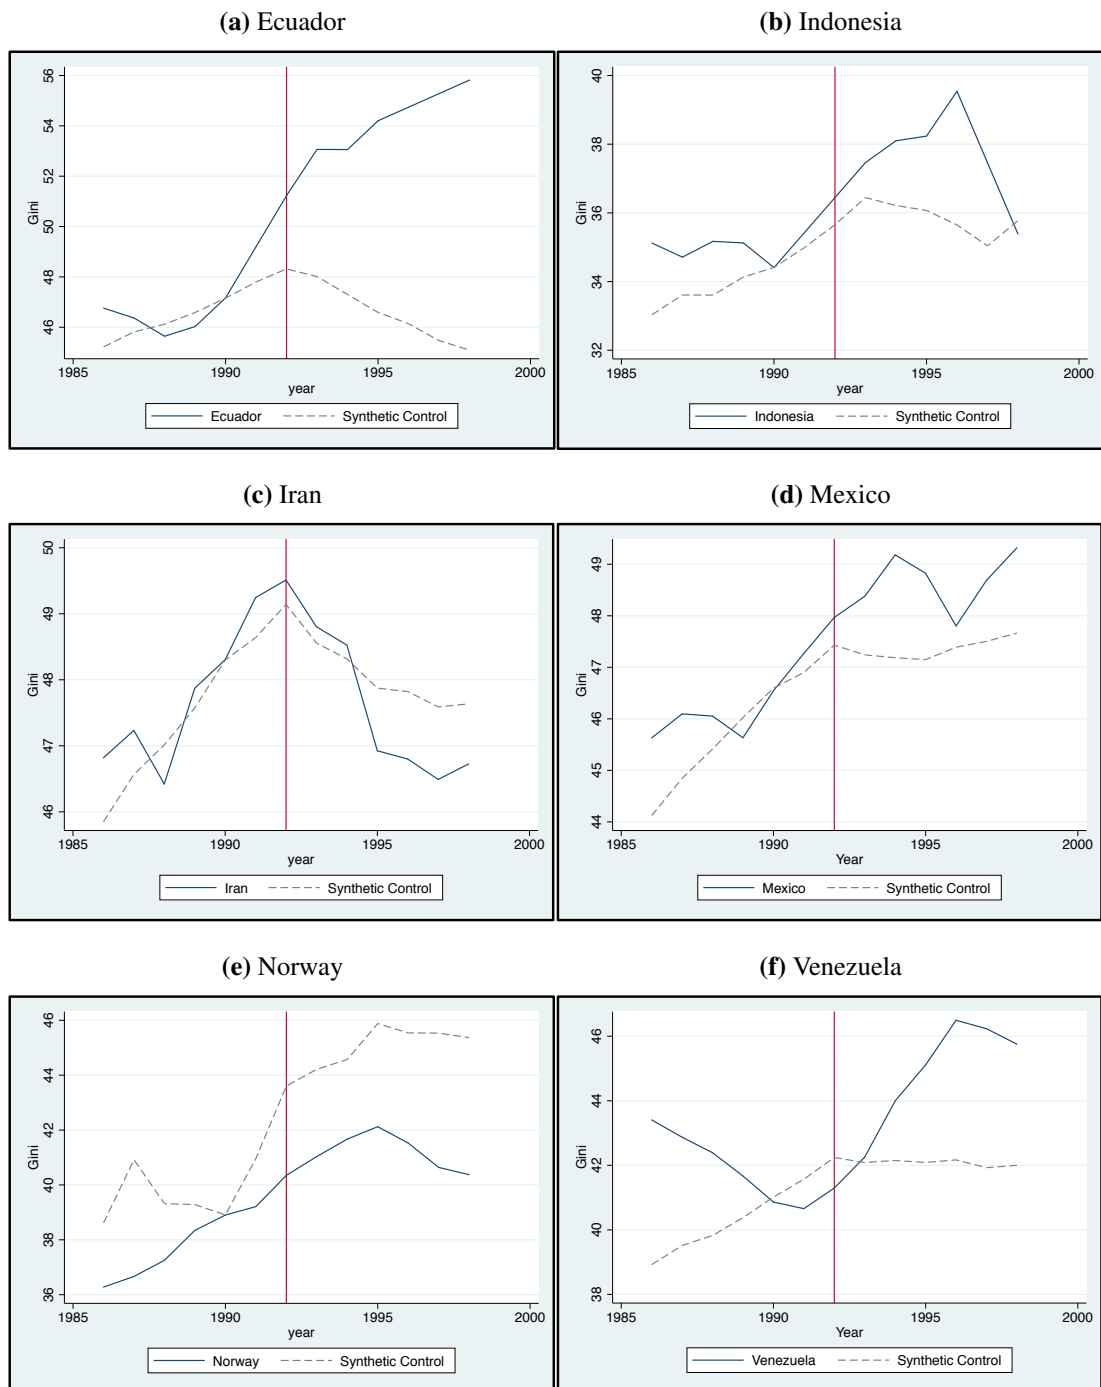 (a) Ecuador
56
54
52
50
48
46
Gini
1985 1990 1995 2000
year
Ecuador Synthetic Control
(b) Indonesia
40
38
36
34
32
Gini
1985 1990 1995 2000
year
Indonesia Synthetic Control
(c) Iran
50
49
48
47
46
Gini
1985 1990 1995 2000
year
Iran Synthetic Control
(d) Mexico
49
48
47
46
45
44
Gini
1985 1990 1995 2000
Year
Mexico Synthetic Control
(e) Norway
46
44
42
40
38
36
Gini
1985 1990 1995 2000
year
Norway Synthetic Control
(f) Venezuela
46
44
42
40
38
Gini
1985 1990 1995 2000
Year
Venezuela Synthetic Control